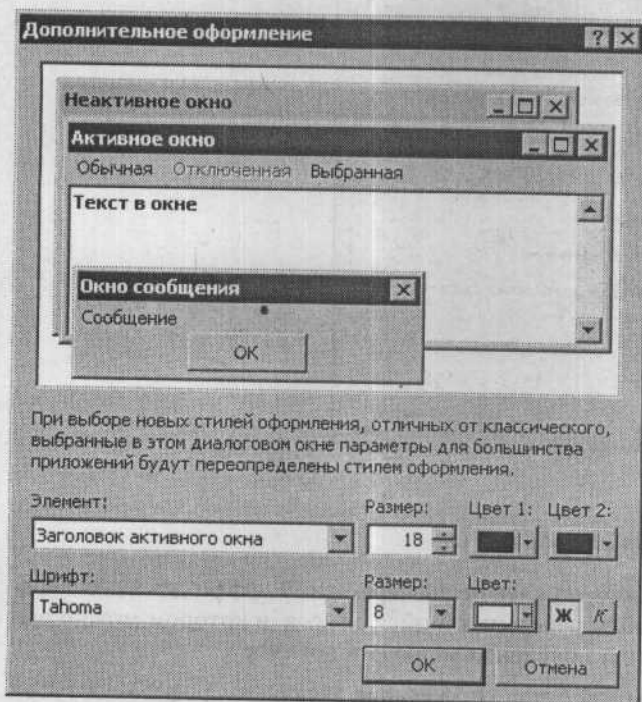 Дополнительное оформление
Неактивное окно
Активное окно
Обычная Отключенная Выбранная
Текст в окне
Окно сообщения
Сообщение
OK
При выборе новых стилей оформления, отличных от классического,
выбранные в этом диалоговом окне параметры для большинства
приложений будут переопределены стилем оформления.
Элемент: Размер: Цвет 1: Цвет 2:
Заголовок активного окна 18
Шрифт: Размер: Цвет:
Tahoma 8 Ж К
OK Отмена